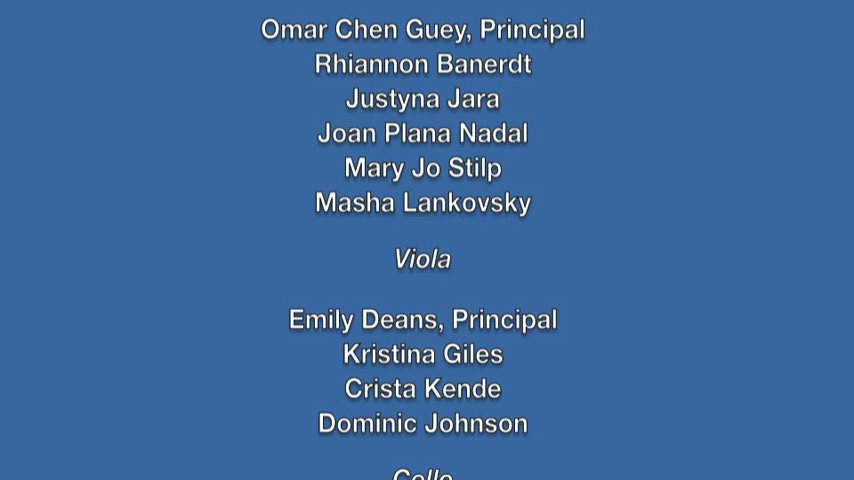 Omar Chen Guey, Principal
Rhiannon Banerdt
Justyna Jara
Joan Plana Nadal
Mary Jo Stilp
Masha Lankovsky
Viola
Emily Deans, Principal
Kristina Giles
Crista Kende
Dominic Johnson
Cello